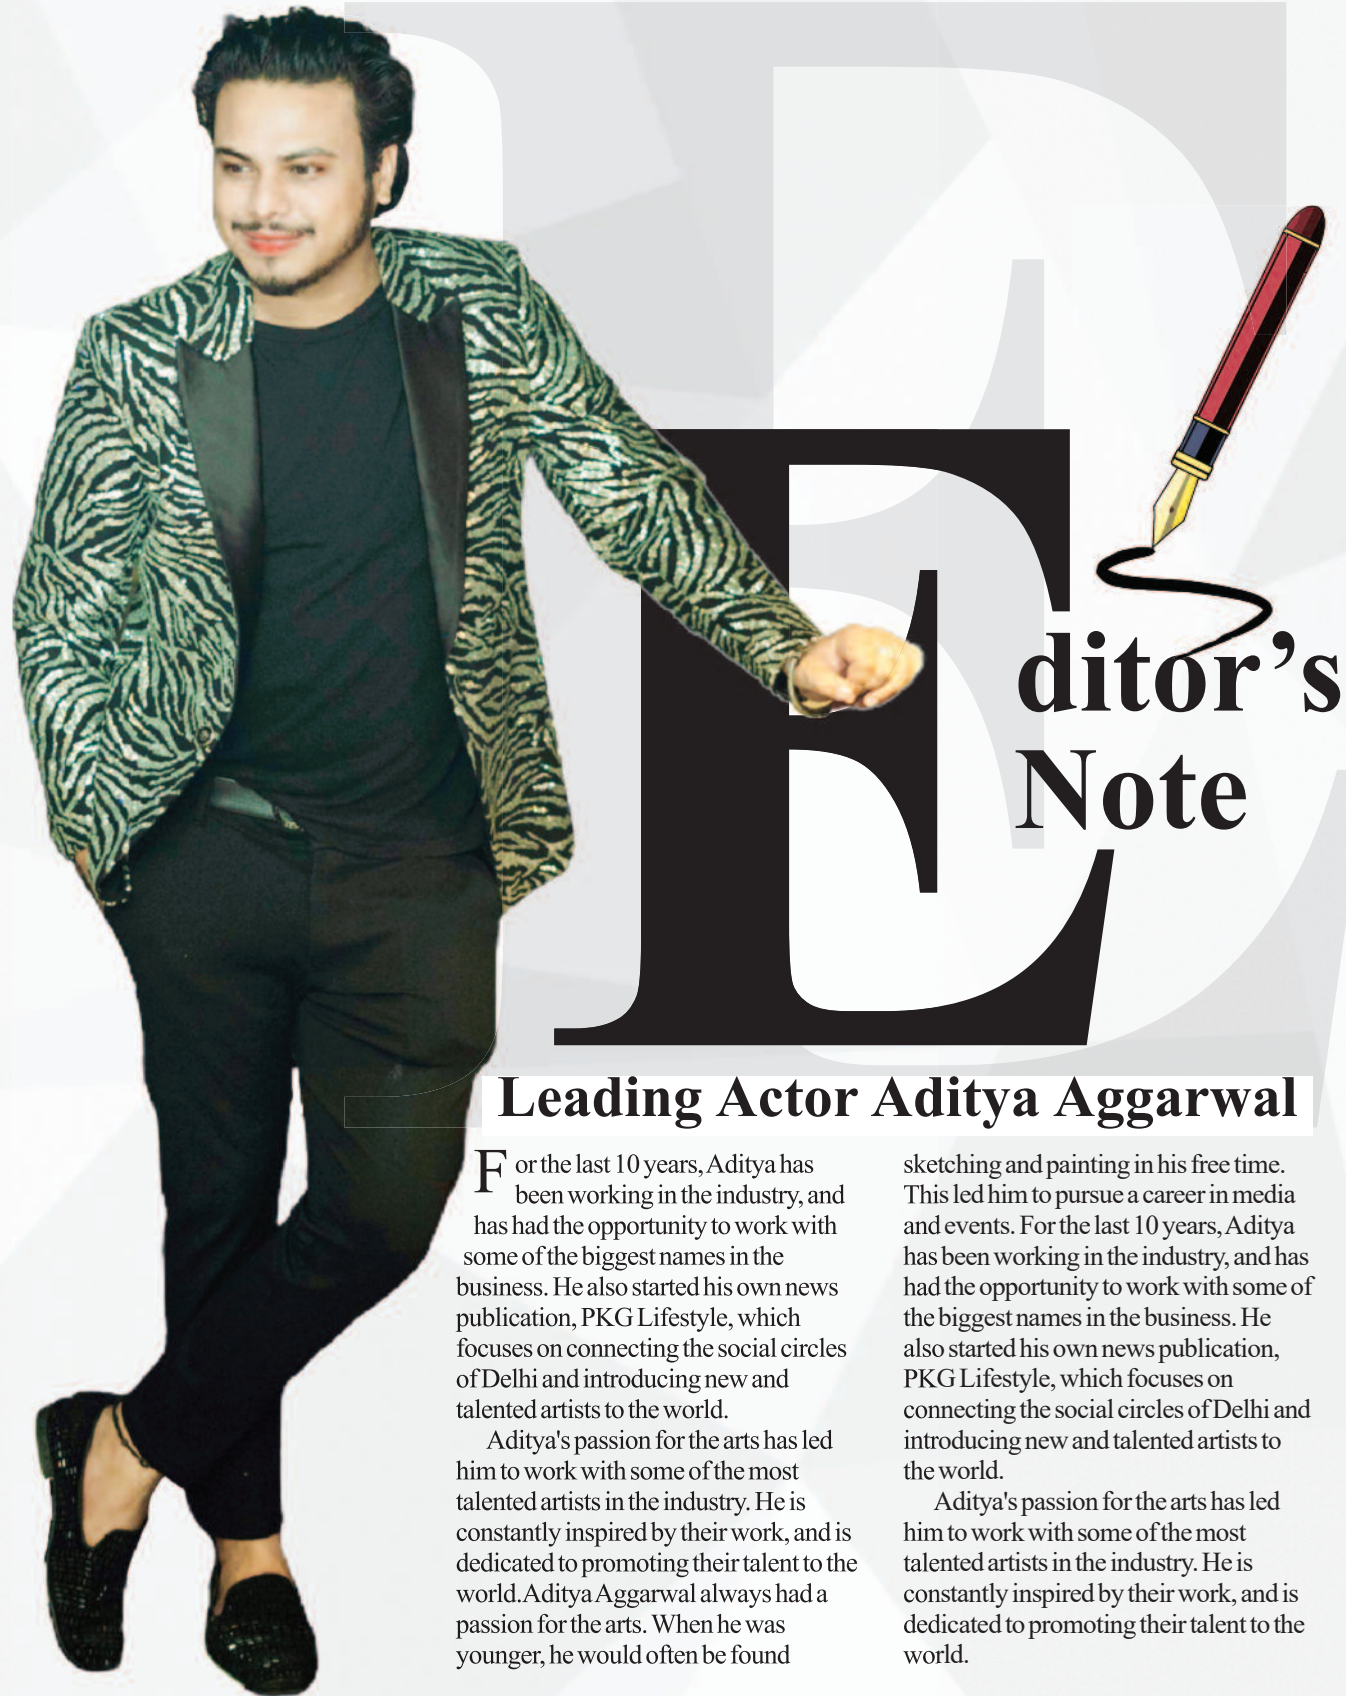 Editor’s
Note
Leading Actor Aditya Aggarwal
For the last 10 years, Aditya has
been working in the industry, and
has had the opportunity to work with
some of the biggest names in the
business. He also started his own news
publication, PKG Lifestyle, which
focuses on connecting the social circles
of Delhi and introducing new and
talented artists to the world.
Aditya's passion for the arts has led
him to work with some of the most
talented artists in the industry. He is
constantly inspired by their work, and is
dedicated to promoting their talent to the
world.Aditya Aggarwal always had a
passion for the arts. When he was
younger, he would often be found
sketching and painting in his free time.
This led him to pursue a career in media
and events. For the last 10 years, Aditya
has been working in the industry, and has
had the opportunity to work with some of
the biggest names in the business. He
also started his own news publication,
PKG Lifestyle, which focuses on
connecting the social circles of Delhi and
introducing new and talented artists to
the world.
Aditya's passion for the arts has led
him to work with some of the most
talented artists in the industry. He is
constantly inspired by their work, and is
dedicated to promoting their talent to the
world.